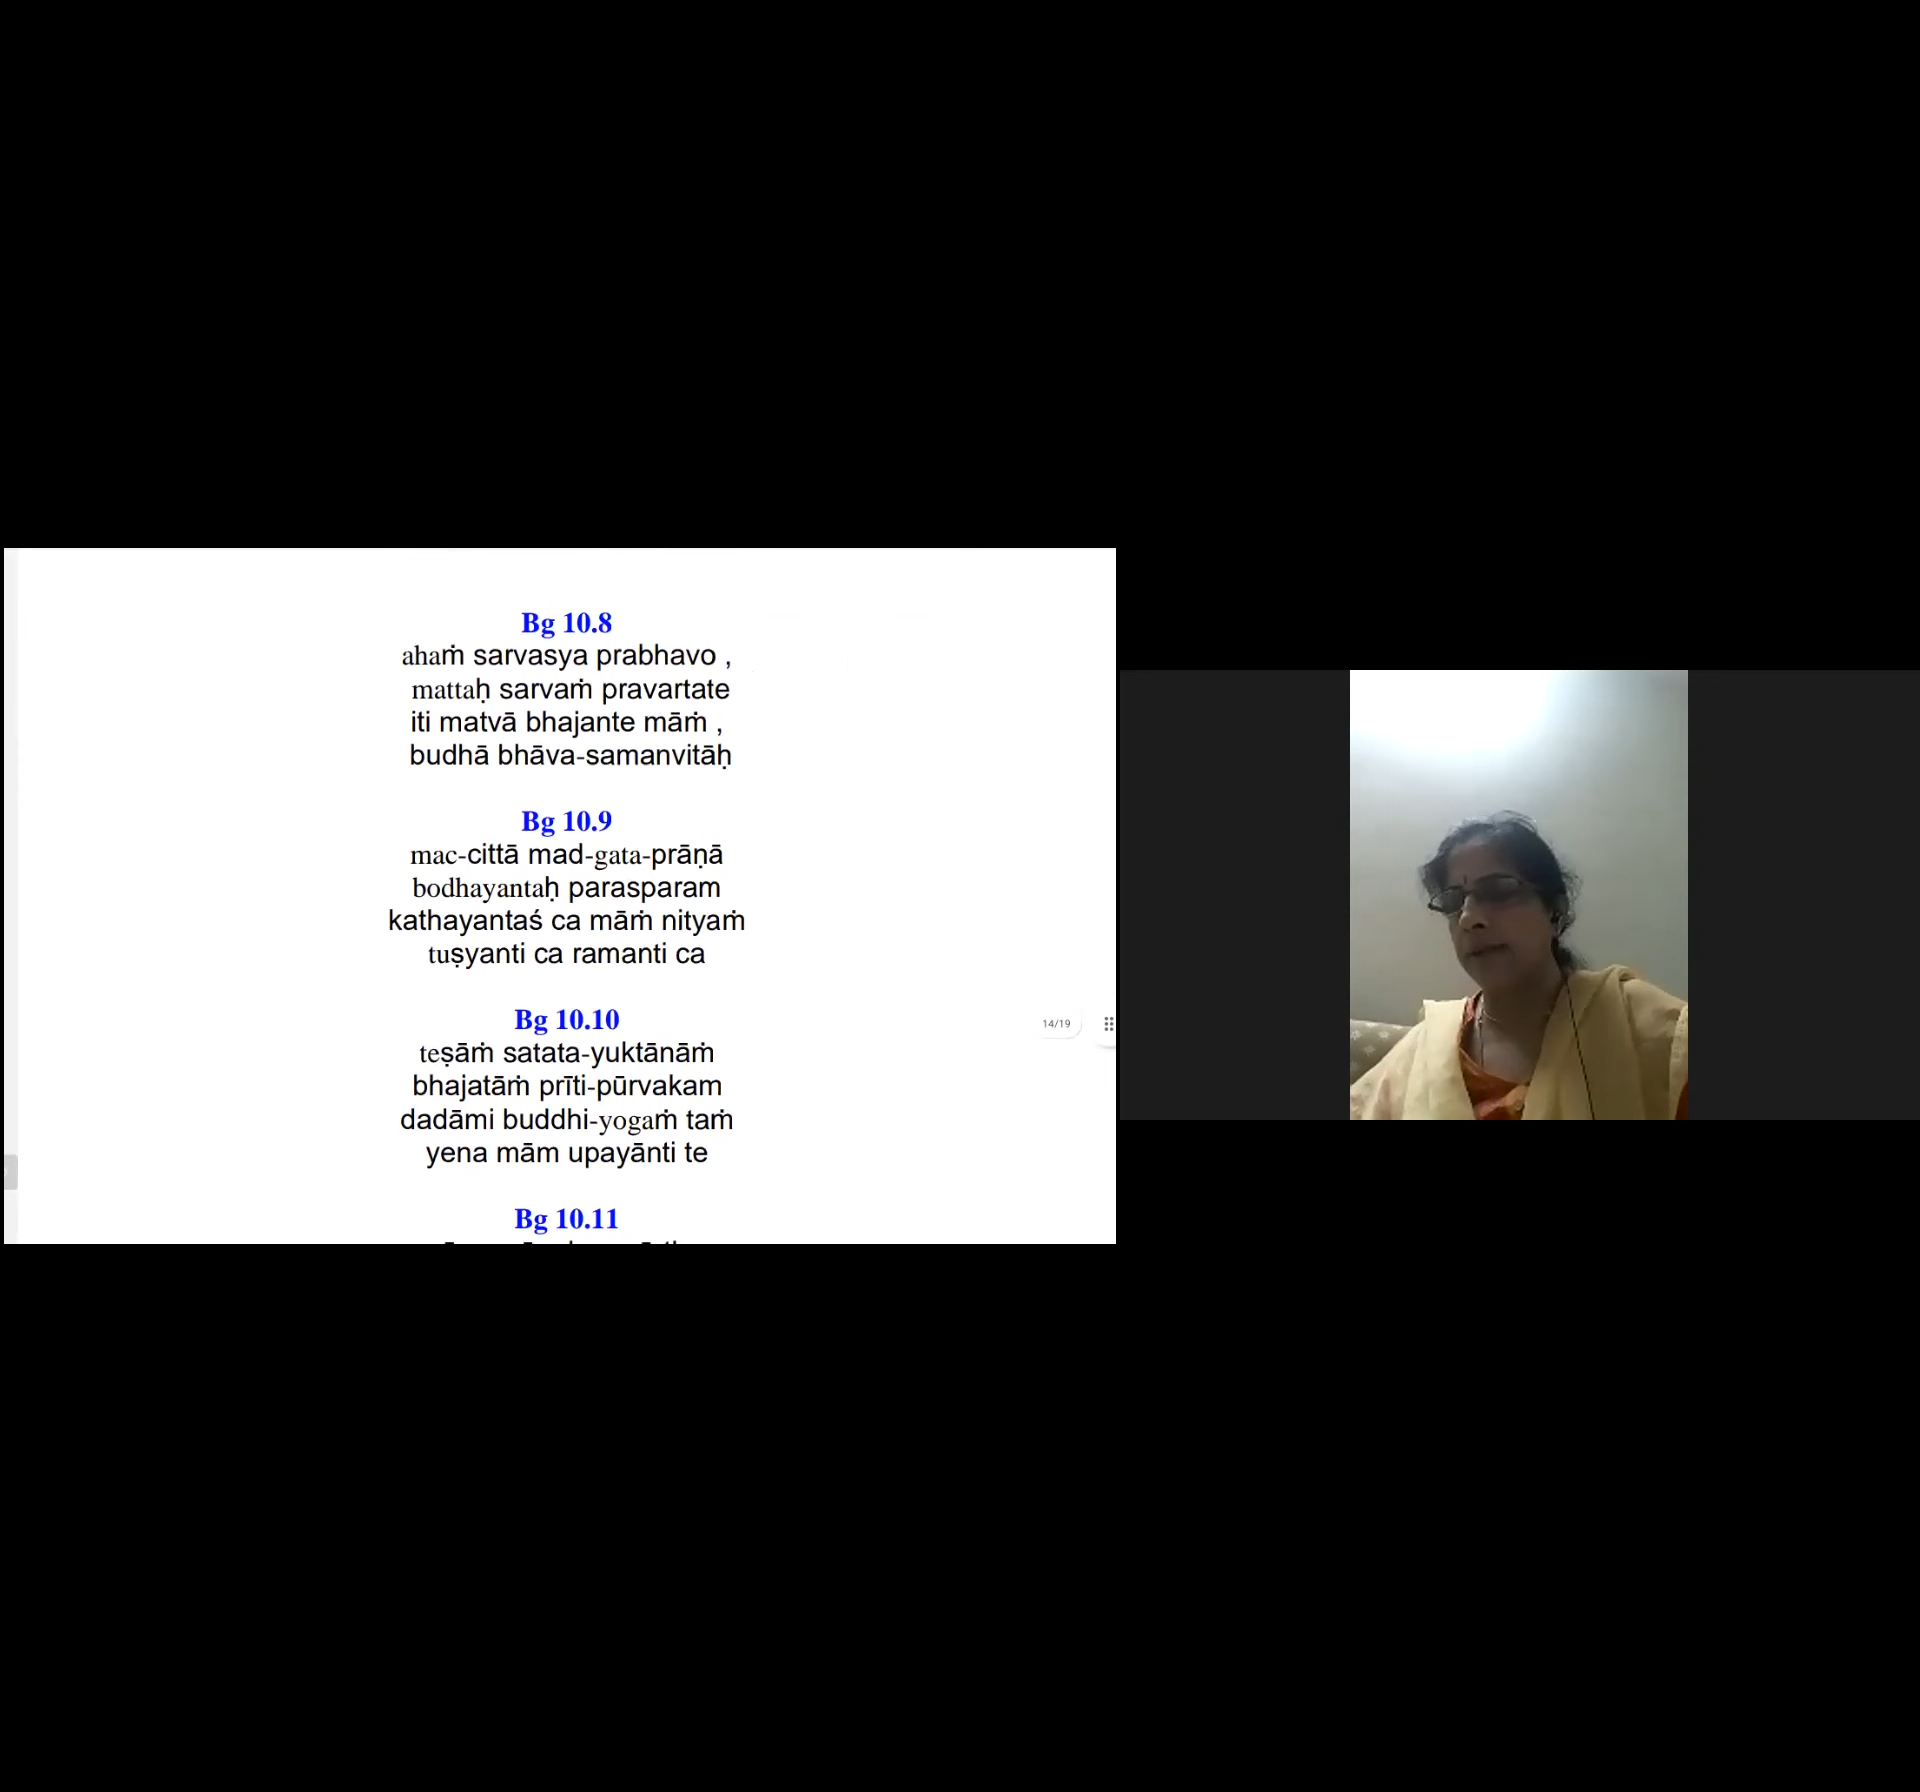 Bg 10.8
ahaṁ sarvasya prabhavo ,
mattaḥ sarvaṁ pravartate
iti matvā bhajante māṁ ,
budhā bhāva-samanvitāḥ
Bg 10.9
mac-cittā mad-gata-prāṇā
bodhayantaḥ parasparam
kathayantaś ca māṁ nityaṁ
tuṣyanti ca ramanti ca
Bg 10.10
teṣāṁ satata-yuktānāṁ
bhajatāṁ prīti-pūrvakam
dadāmi buddhi-yogaṁ taṁ
yena mām upayānti te
14/19
Bg 10.11